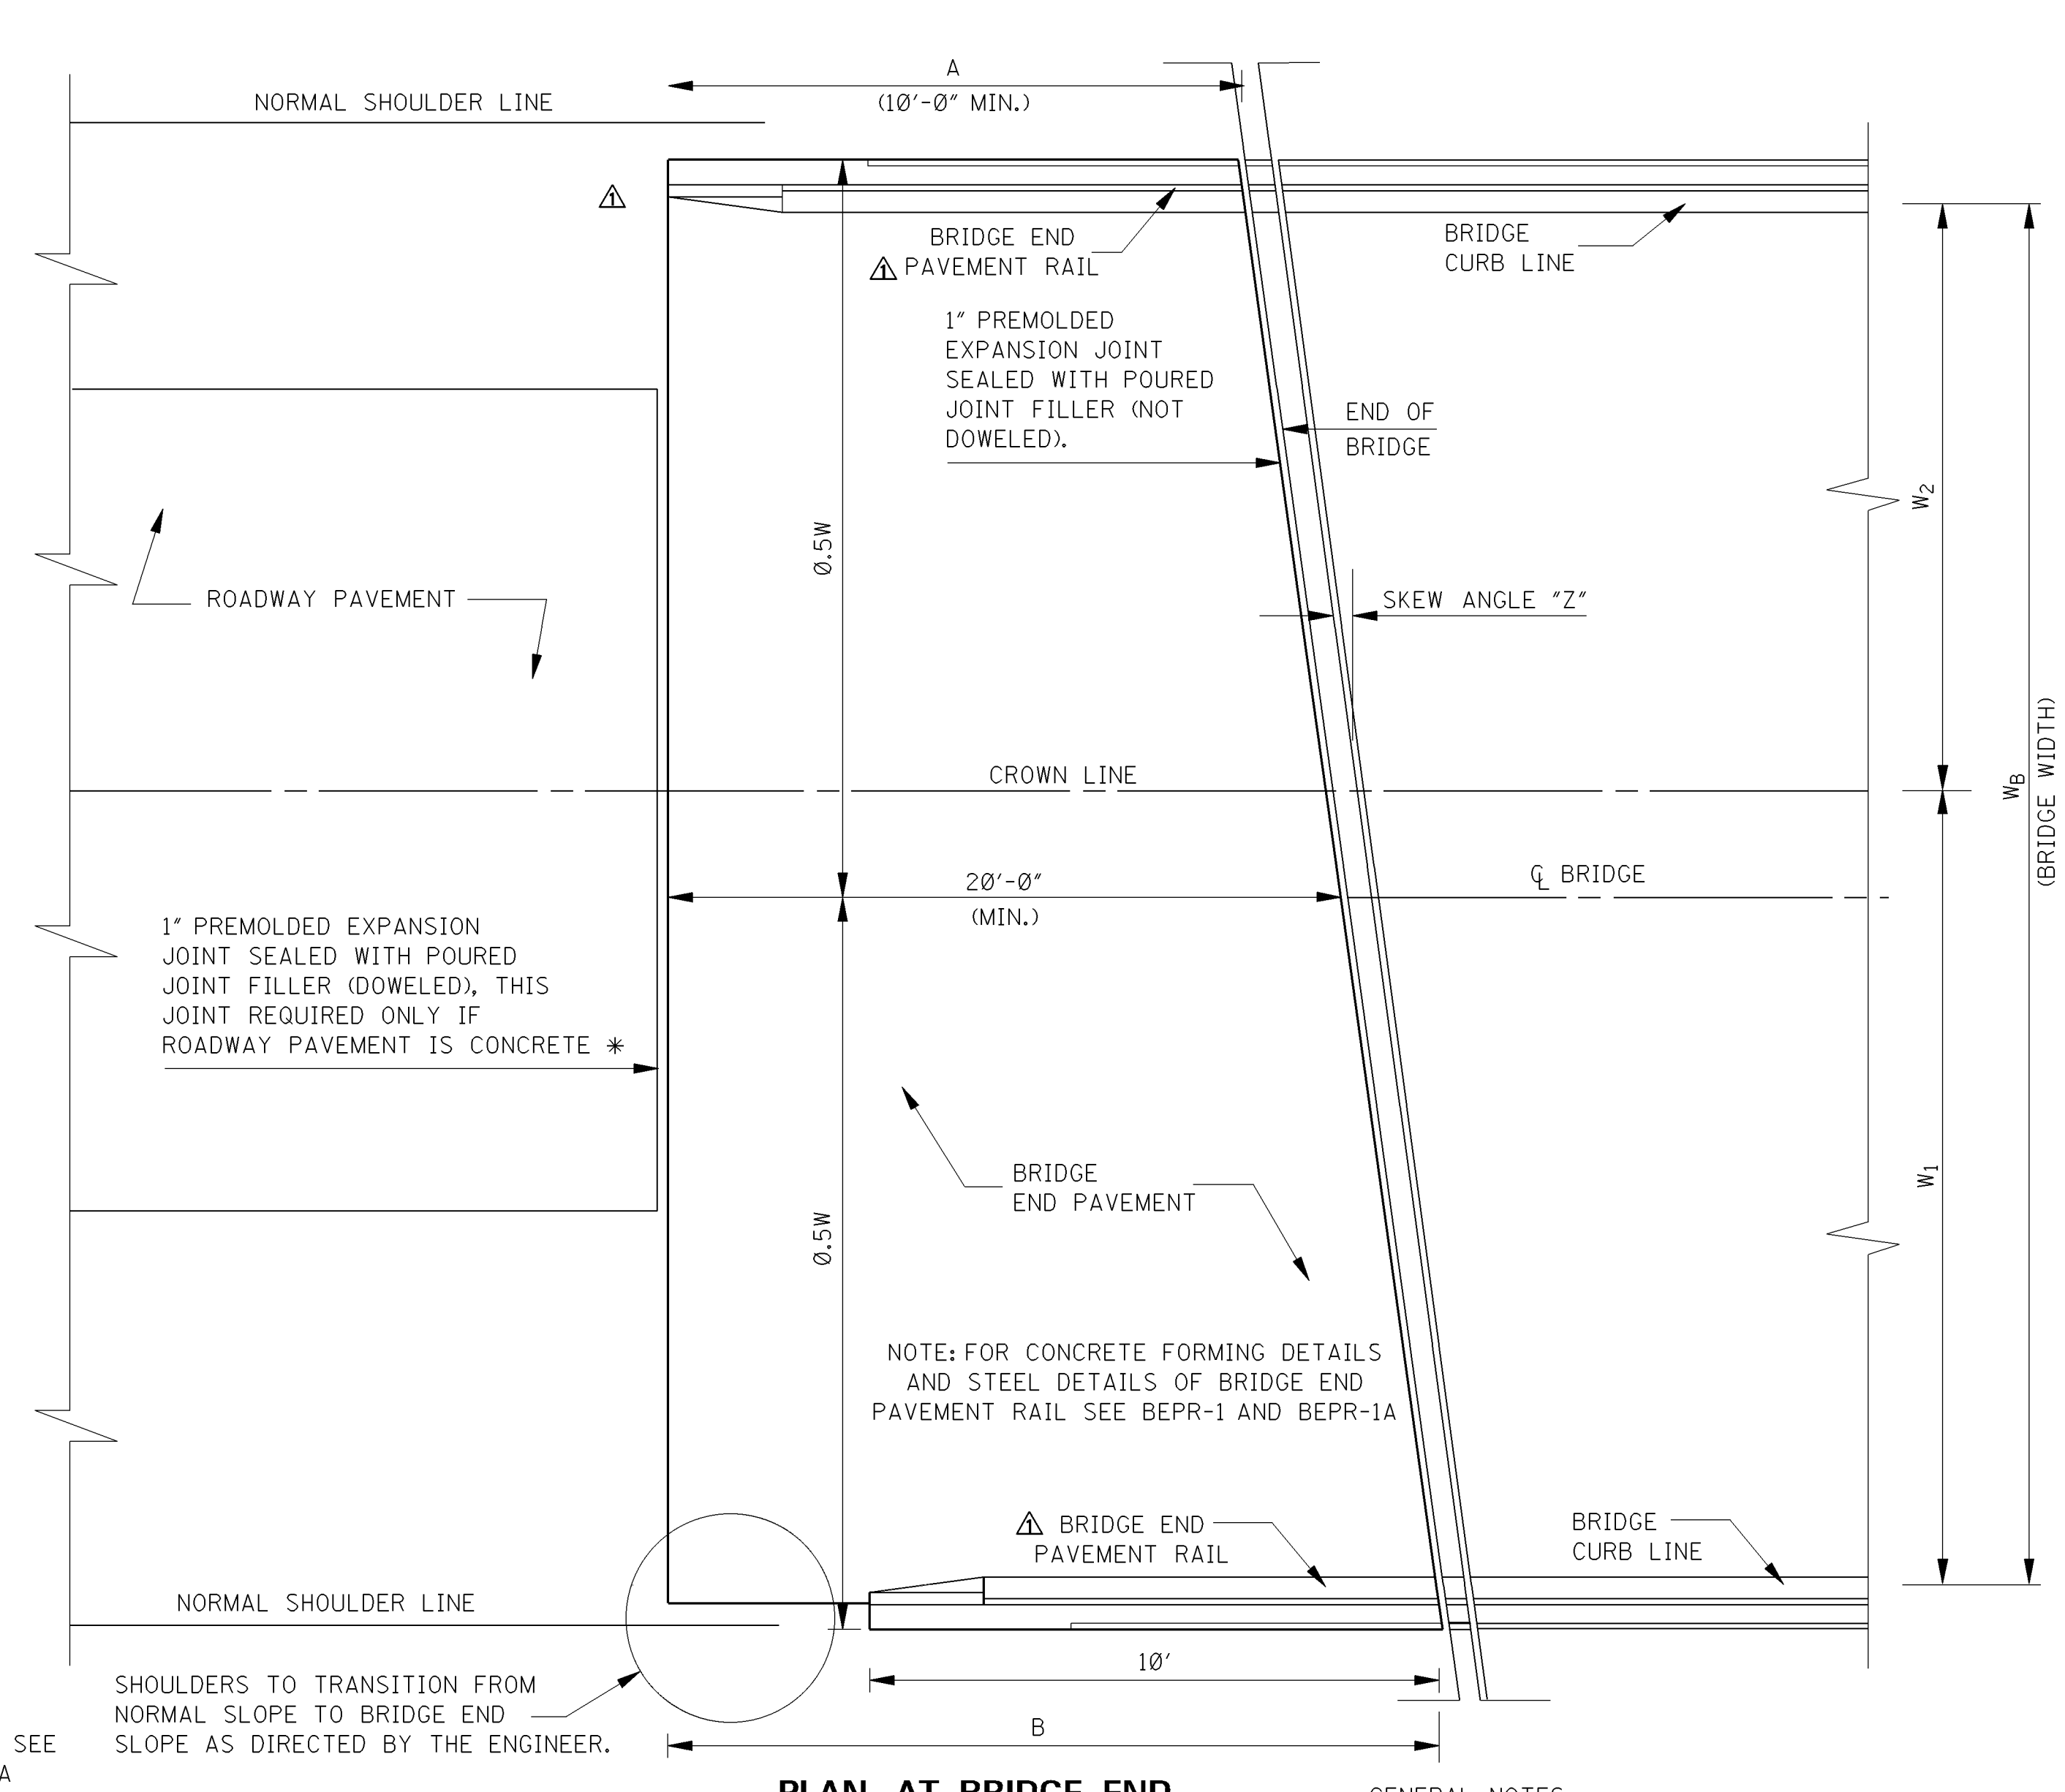 A
(10'-0" MIN.)
NORMAL SHOULDER LINE
1
BRIDGE END
1 PAVEMENT RAIL
BRIDGE
CURB LINE
1" PREMOLDED
EXPANSION JOINT
SEALED WITH POURED
JOINT FILLER (NOT
DOWELED).
END OF
BRIDGE
W2
0.5W
ROADWAY PAVEMENT
SKEW ANGLE "Z"
CROWN LINE
WB
(BRIDGE WIDTH)
20'-0"
(MIN.)
CL BRIDGE
1" PREMOLDED EXPANSION
JOINT SEALED WITH POURED
JOINT FILLER (DOWELED), THIS
JOINT REQUIRED ONLY IF
ROADWAY PAVEMENT IS CONCRETE *
BRIDGE
END PAVEMENT
W1
0.5W
NOTE: FOR CONCRETE FORMING DETAILS
AND STEEL DETAILS OF BRIDGE END
PAVEMENT RAIL SEE BEPR-1 AND BEPR-1A
1 BRIDGE END
PAVEMENT RAIL
BRIDGE
CURB LINE
NORMAL SHOULDER LINE
10'
SHOULDERS TO TRANSITION FROM
NORMAL SLOPE TO BRIDGE END
SLOPE AS DIRECTED BY THE ENGINEER.
SEE
A
B
PLAN AT BRIDGE END
GENERAL NOTES